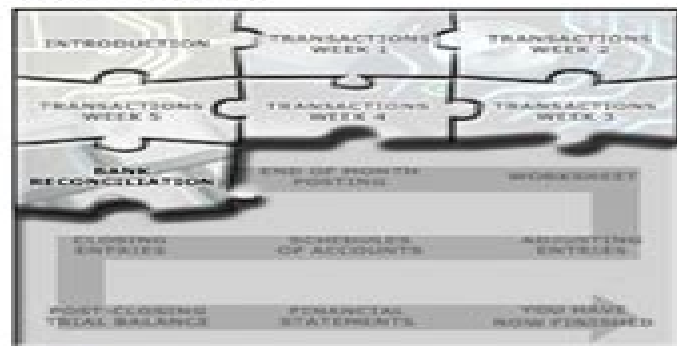 INTRODUCTION
TRANSACTIONS
WEEK 1
TRANSACTIONS
WEEK 2
TRANSACTIONS
WEEK 5
TRANSACTIONS
WEEK 4
TRANSACTIONS
WEEK 3
BANK
RECONCILIATION
END OF MONTH
POSTING
WORKSHEET
CLOSING
ENTRIES
SCHEDULES
OF ACCOUNTS
ADJUSTING
ENTRIES
POST-CLOSING
TRIAL BALANCE
FINANCIAL
STATEMENTS
YOU HAVE
NOW FINISHED